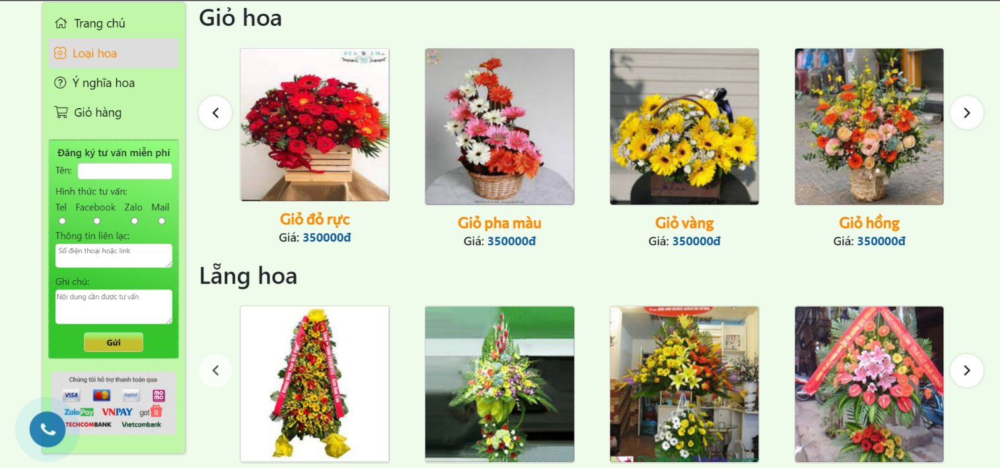 Trang chủ
Loại hoa
Ý nghĩa hoa
Giỏ hàng
Đăng ký tư vấn miễn phí
Tên:
Hình thức tư vấn:
Tel Facebook Zalo Mail
Thông tin liên lạc:
Số điện thoại hoặc link
Ghi chú:
Nội dung cần được tư vấn
Gửi
Chúng tôi hỗ trợ thanh toán qua
VISA
mo
mo
ZaloPay VNPAY got it
TECHCOMBANK Vietcombank
Giỏ hoa
Giỏ đỏ rực
Giá: 350000đ
Giỏ pha màu
Giá: 350000đ
Giỏ vàng
Giá: 350000đ
Giỏ hồng
Giá: 350000đ
Lẵng hoa